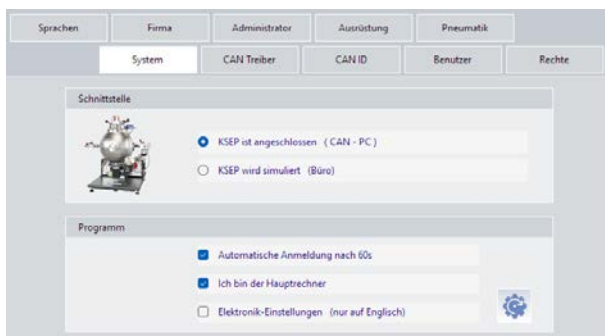 Sprachen Firma Administrator Ausrüstung Pneumatik
System CAN Treiber CAN ID Benutzer Rechte
Schnittstelle
KSEP ist angeschlossen ( CAN - PC )
KSEP wird simuliert (Büro)
Programm
Automatische Anmeldung nach 60s
Ich bin der Hauptrechner
Elektronik-Einstellungen (nur auf Englisch)